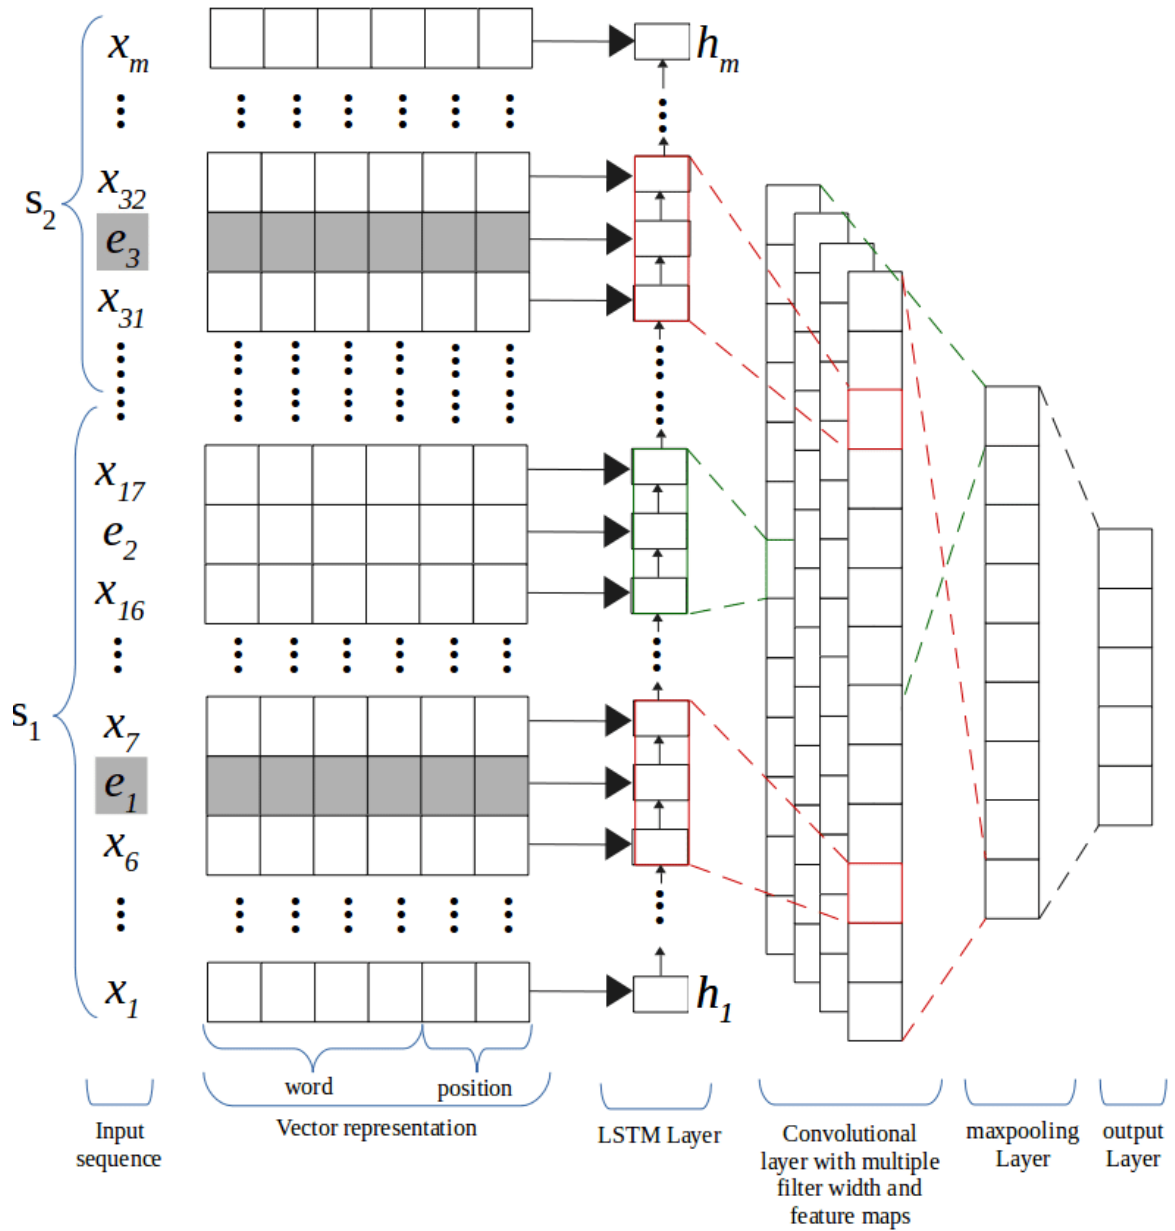 x_m
h_m
x_32
s_2
e_3
x_31
x_17
e_2
x_16
s_1
x_7
e_1
x_6
x_1
h_1
word
position
Vector representation
Input
sequence
LSTM Layer
Convolutional
layer with multiple
filter width and
feature maps
maxpooling
Layer
output
Layer